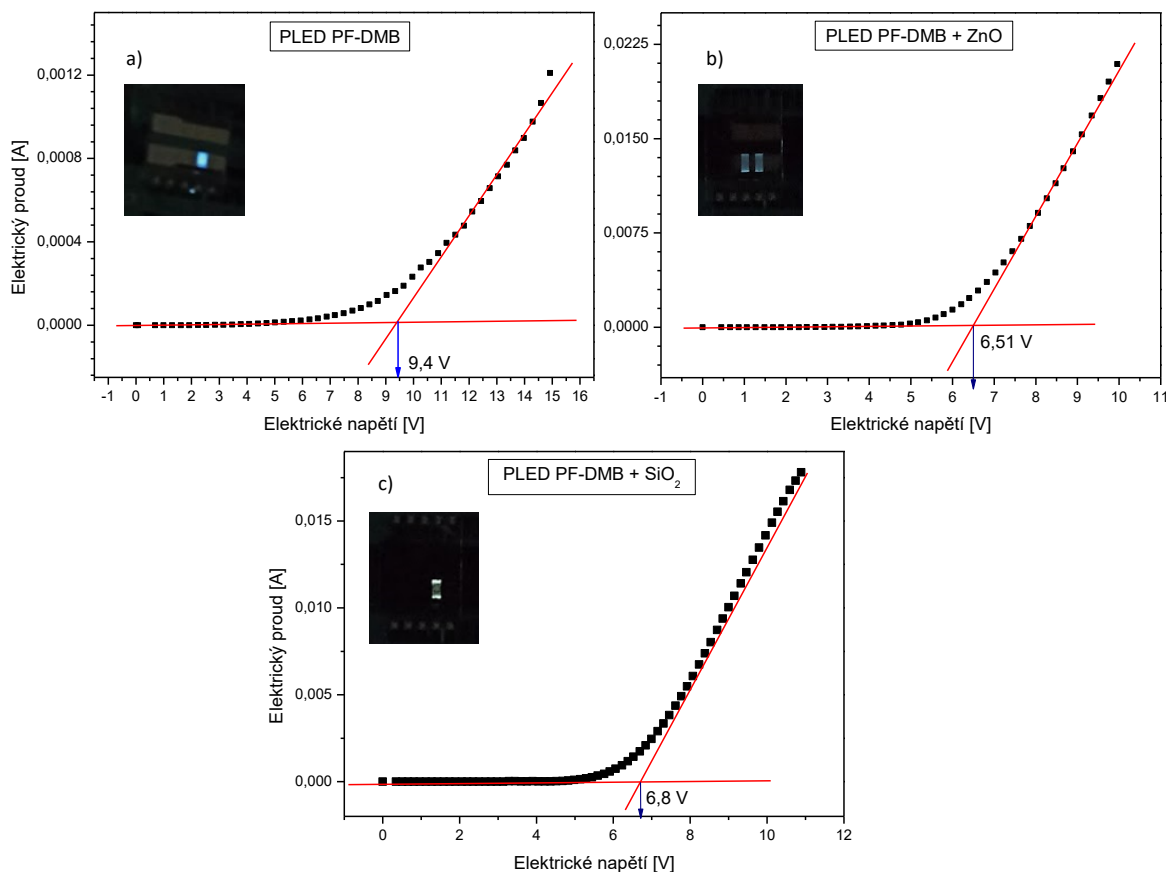 PLED PF-DMB
a)
0,0012
0,0008
0,0004
0,0000
Elektrický proud [A]
9,4 V
-1 0 1 2 3 4 5 6 7 8 9 10 11 12 13 14 15 16
Elektrické napětí [V]
PLED PF-DMB + ZnO
b)
0,0225
0,0150
0,0075
0,0000
Elektrický proud [A]
6,51 V
-1 0 1 2 3 4 5 6 7 8 9 10 11
Elektrické napětí [V]
PLED PF-DMB + SiO₂
c)
0,015
0,010
0,005
0,000
Elektrický proud [A]
6,8 V
0 2 4 6 8 10 12
Elektrické napětí [V]